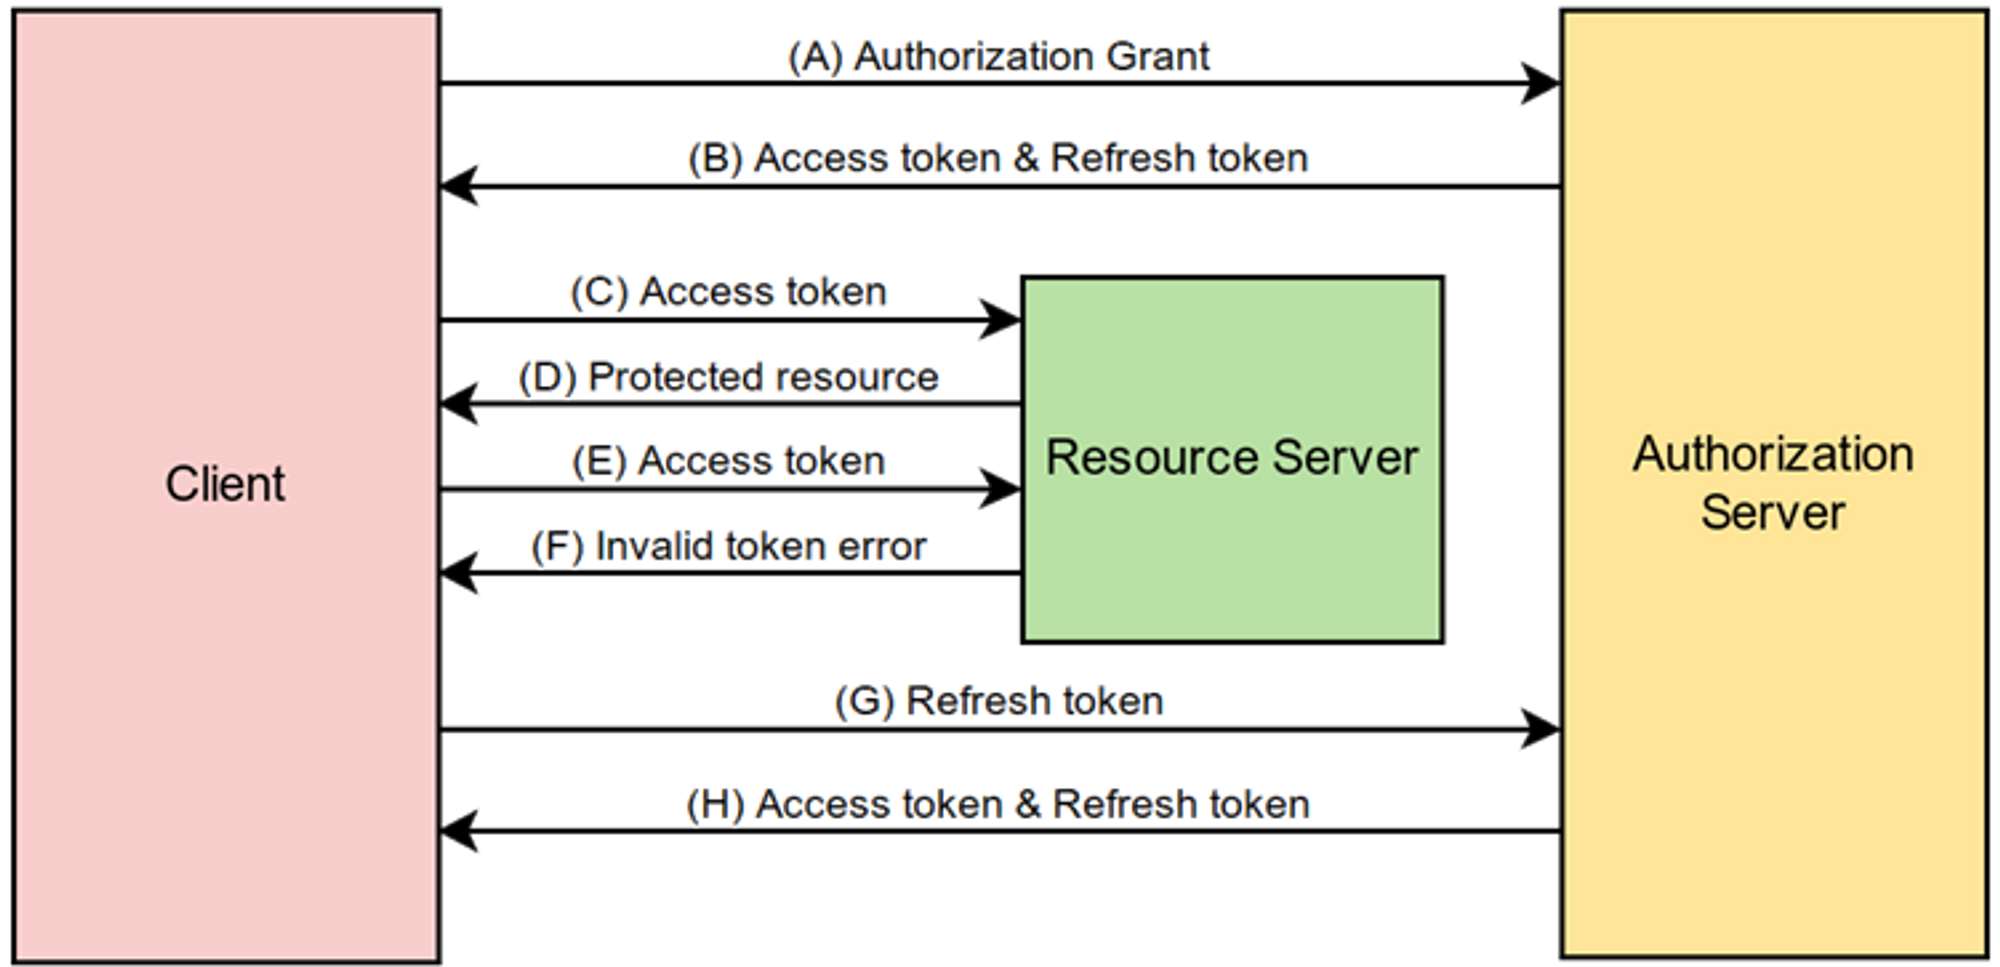 (A) Authorization Grant
(B) Access token & Refresh token
(C) Access token
(D) Protected resource
(E) Access token
(F) Invalid token error
(G) Refresh token
(H) Access token & Refresh token
Client
Resource Server
Authorization
Server